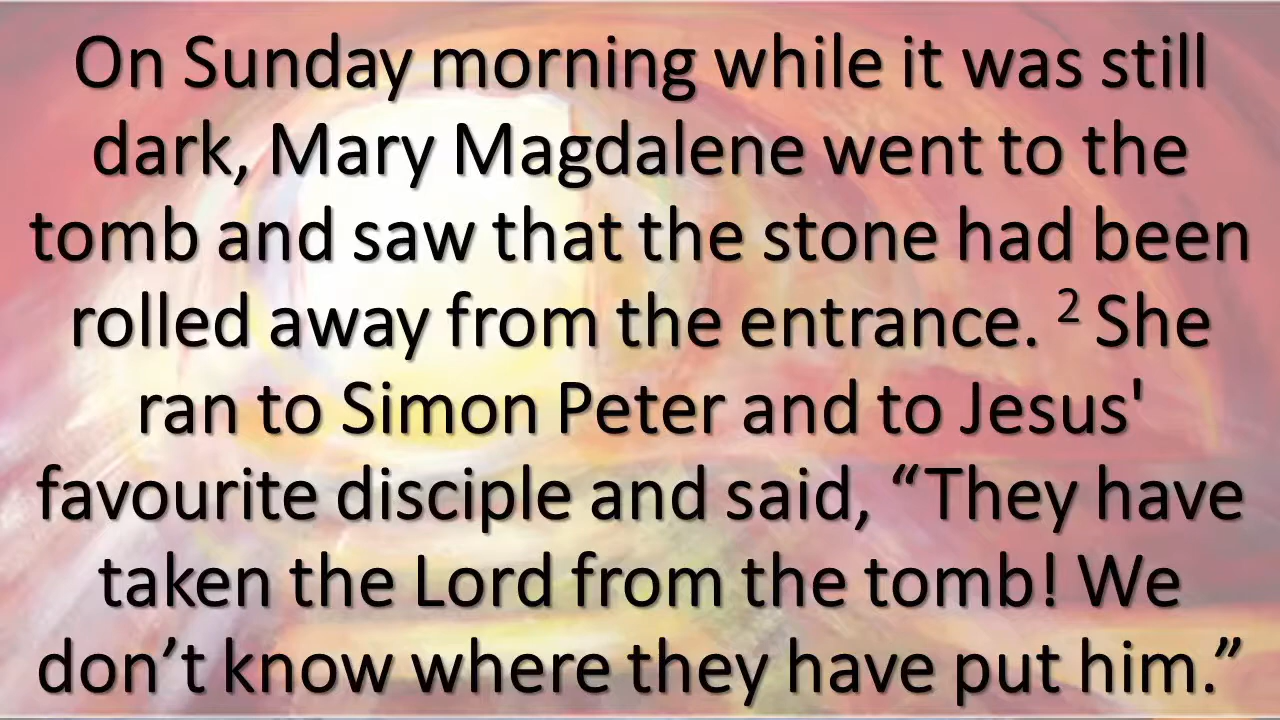 On Sunday morning while it was still
dark, Mary Magdalene went to the
tomb and saw that the stone had been
rolled away from the entrance. ² She
ran to Simon Peter and to Jesus'
favourite disciple and said, “They have
taken the Lord from the tomb! We
don’t know where they have put him.”